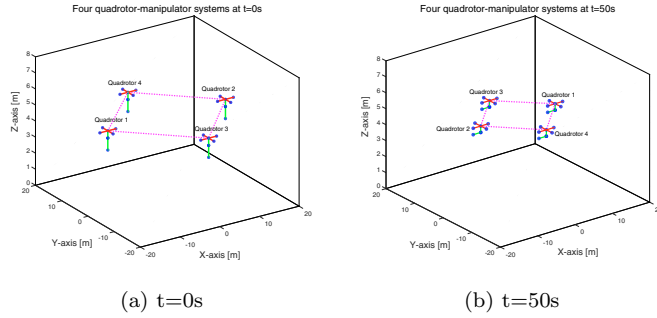 Four quadrotor-manipulator systems at t=0s
8
7
6
5
4
3
2
1
0
Z-axis [m]
Quadrotor 4
Quadrotor 2
Quadrotor 1
Quadrotor 3
20
10
0
-10
-20
Y-axis [m]
-20
-10
0
10
20
X-axis [m]
(a) t=0s
Four quadrotor-manipulator systems at t=50s
8
7
6
5
4
3
2
1
0
Z-axis [m]
Quadrotor 3
Quadrotor 1
Quadrotor 2
Quadrotor 4
20
10
0
-10
-20
Y-axis [m]
-20
-10
0
10
2
X-axis [m]
(b) t=50s